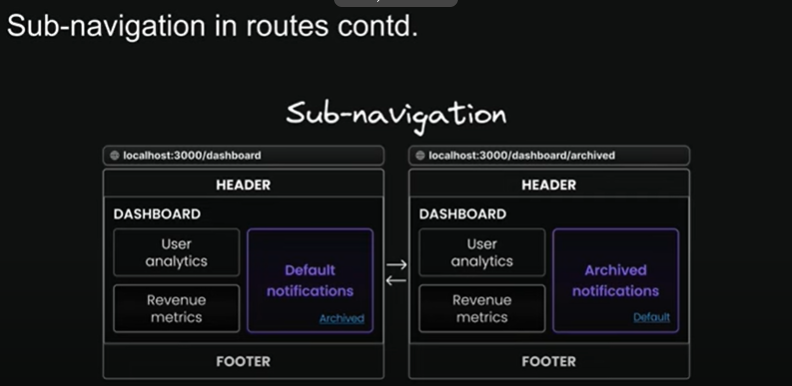 Sub-navigation in routes contd.
Sub-navigation
localhost:3000/dashboard
HEADER
DASHBOARD
User
analytics
Revenue
metrics
Default
notifications
Archived
FOOTER
localhost:3000/dashboard/archived
HEADER
DASHBOARD
User
analytics
Revenue
metrics
Archived
notifications
Default
FOOTER